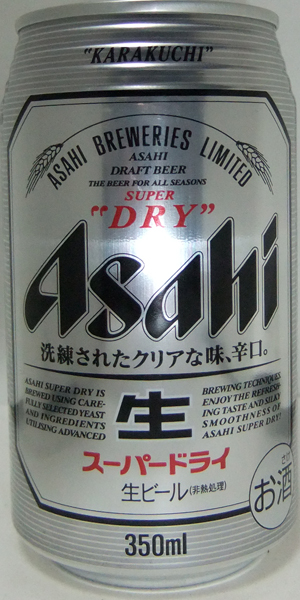 "KARAKUCHI"
ASAHI BREWERIES LIMITED
ASAHI
DRAFT BEER
THE BEER FOR ALL SEASONS
SUPER
"DRY"
Asahi
洗練されたクリアな味、辛口。
ASAHI SUPER DRY IS
BREWED USING CARE-
FULLY SELECTED YEAST
AND INGREDIENTS
UTILISING ADVANCED
BREWING TECHNIQUES.
ENJOY THE REFRESH-
ING TASTE AND SILKY
SMOOTHNESS OF
ASAHI SUPER DRY!
生
スーパードライ
生ビール(非熱処理)
さけ
お酒
350ml